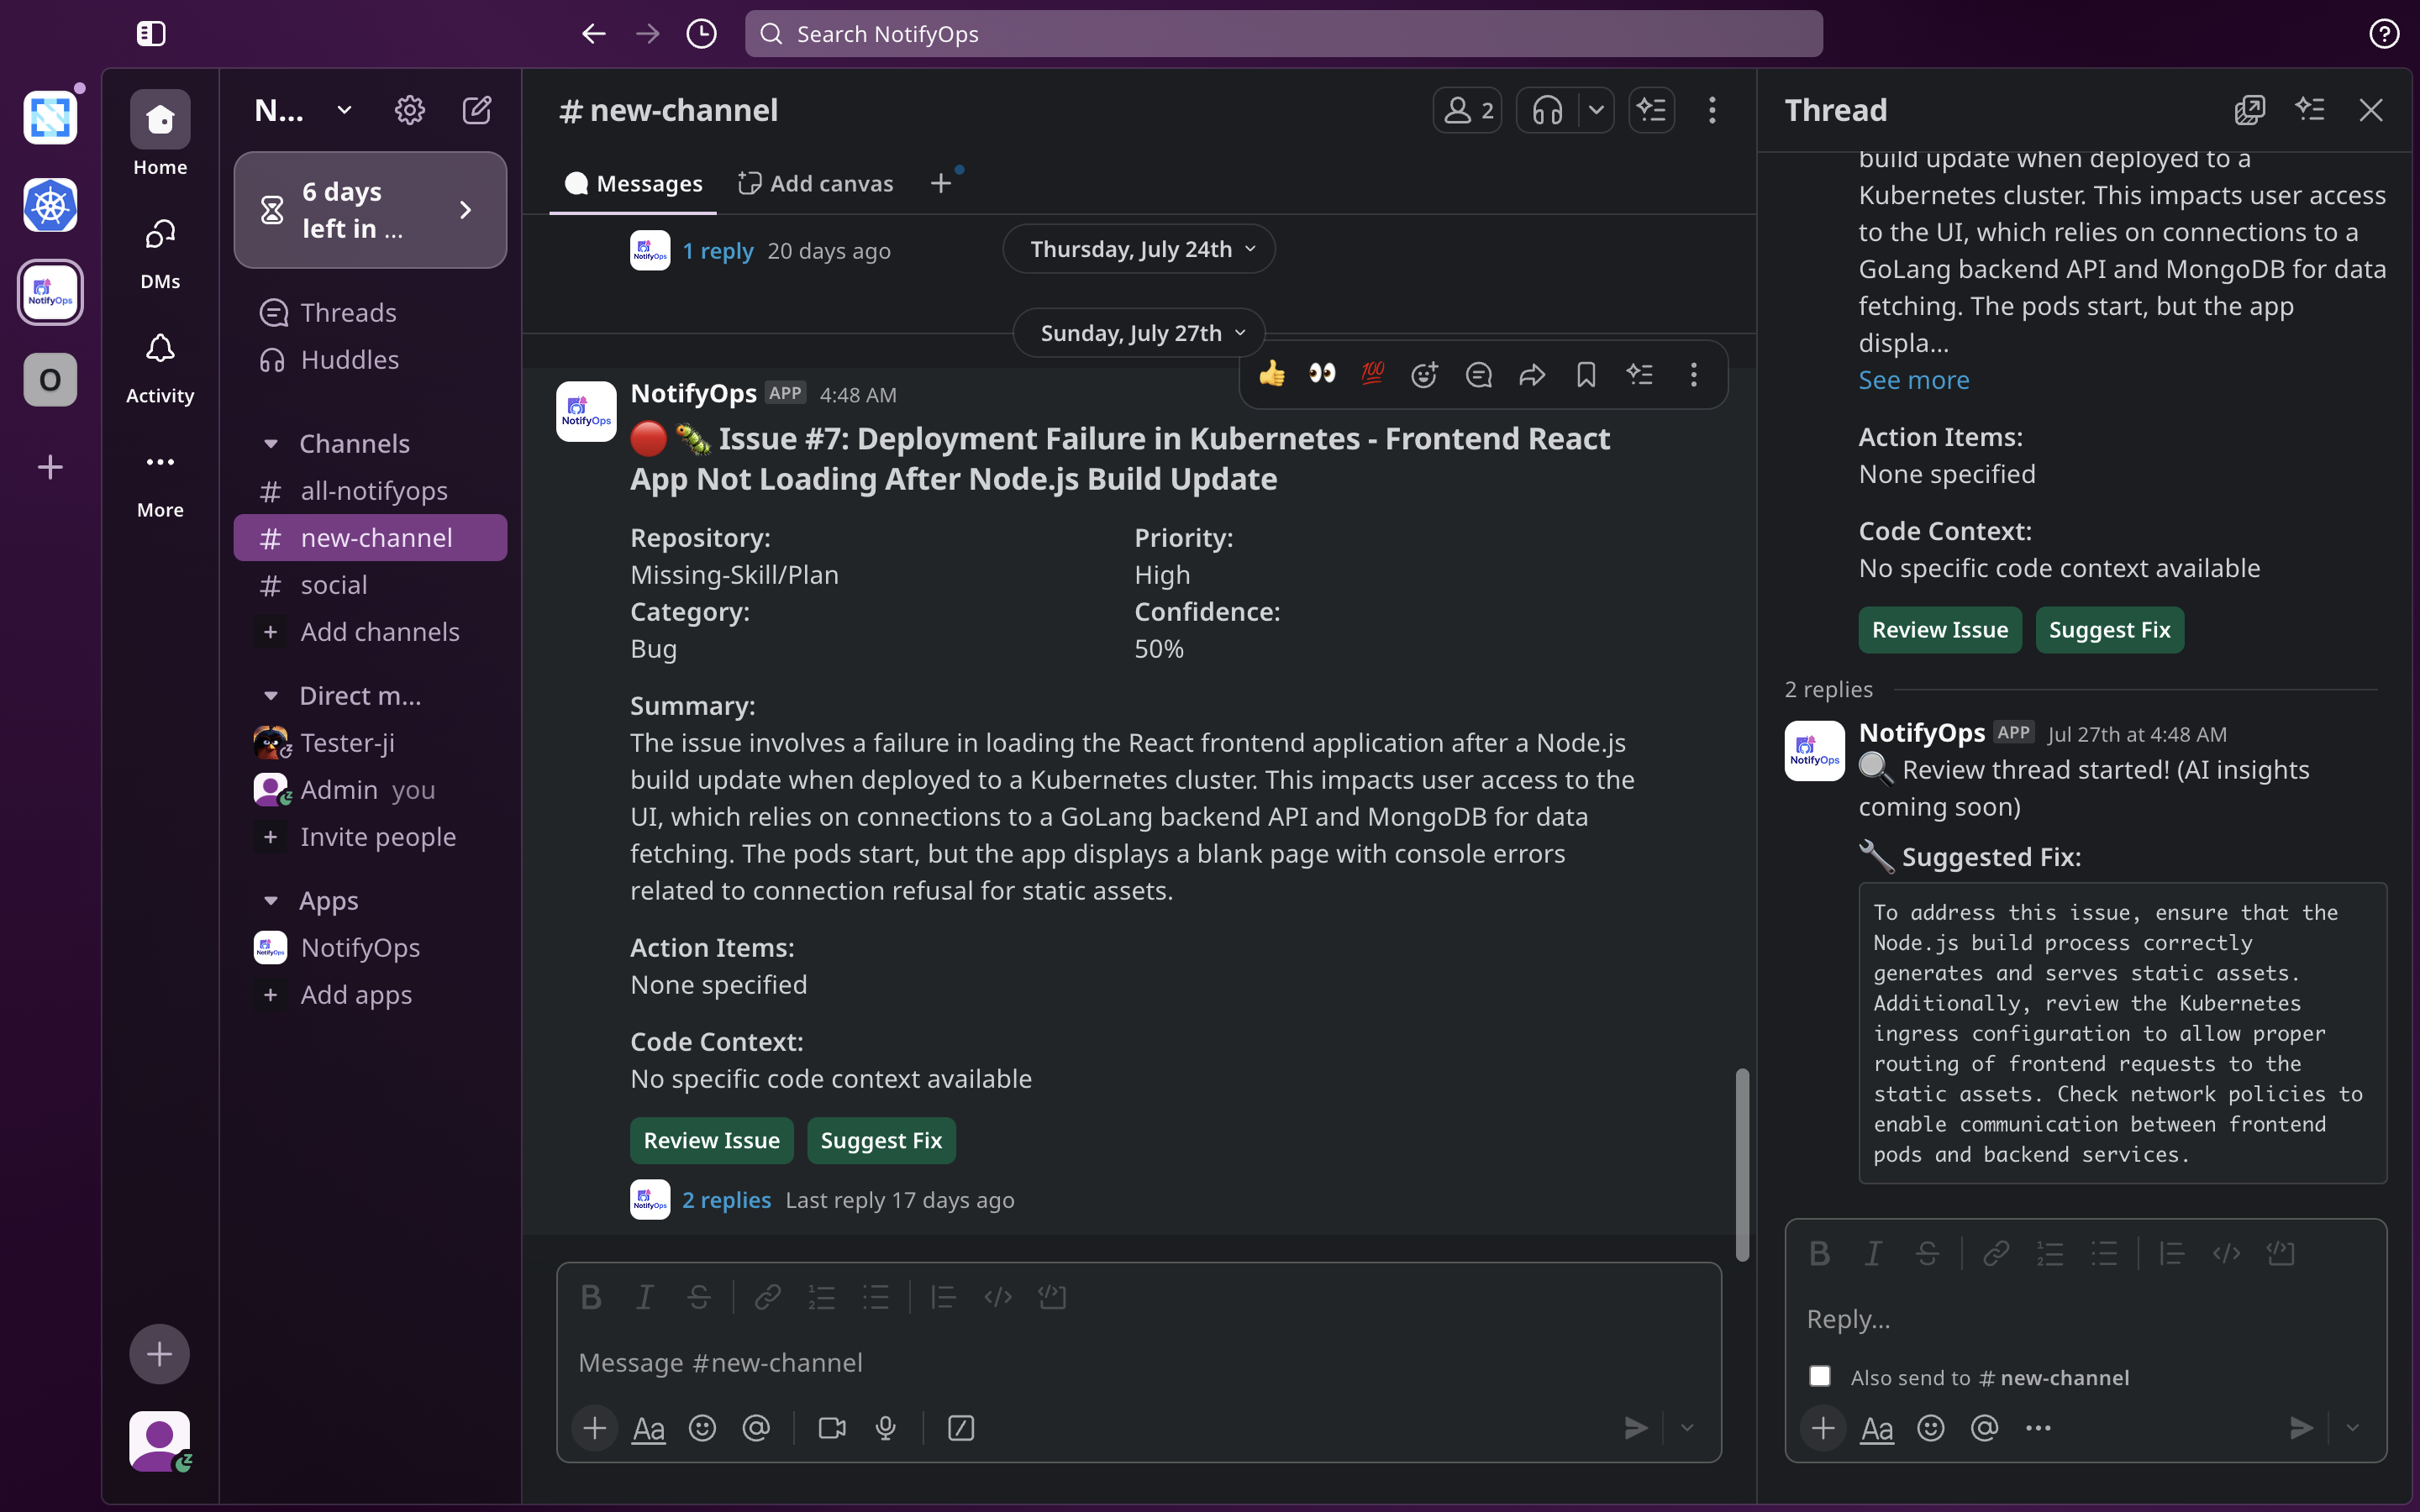 Search NotifyOps
Home
DMs
Activity
More
NotifyOps
O
N...
6 days
left in ...
Threads
Huddles
Channels
# all-notifyops
# new-channel
# social
+ Add channels
Direct m...
Tester-ji
Admin you
+ Invite people
Apps
NotifyOps
+ Add apps
# new-channel
2
Messages
Add canvas
NotifyOps
1 reply 20 days ago
Thursday, July 24th
Sunday, July 27th
NotifyOps
NotifyOps APP 4:48 AM
🔴 🐛 Issue #7: Deployment Failure in Kubernetes - Frontend React
App Not Loading After Node.js Build Update
Repository:
Missing-Skill/Plan
Priority:
High
Category:
Bug
Confidence:
50%
Summary:
The issue involves a failure in loading the React frontend application after a Node.js
build update when deployed to a Kubernetes cluster. This impacts user access to the
UI, which relies on connections to a GoLang backend API and MongoDB for data
fetching. The pods start, but the app displays a blank page with console errors
related to connection refusal for static assets.
Action Items:
None specified
Code Context:
No specific code context available
Review Issue
Suggest Fix
NotifyOps
2 replies Last reply 17 days ago
Message #new-channel
Aa
Thread
build update when deployed to a
Kubernetes cluster. This impacts user access
to the UI, which relies on connections to a
GoLang backend API and MongoDB for data
fetching. The pods start, but the app
displa...
See more
Action Items:
None specified
Code Context:
No specific code context available
Review Issue
Suggest Fix
2 replies
NotifyOps
NotifyOps APP Jul 27th at 4:48 AM
🔍 Review thread started! (AI insights
coming soon)
🔧 Suggested Fix:
To address this issue, ensure that the
Node.js build process correctly
generates and serves static assets.
Additionally, review the Kubernetes
ingress configuration to allow proper
routing of frontend requests to the
static assets. Check network policies to
enable communication between frontend
pods and backend services.
Reply...
Also send to # new-channel
Aa